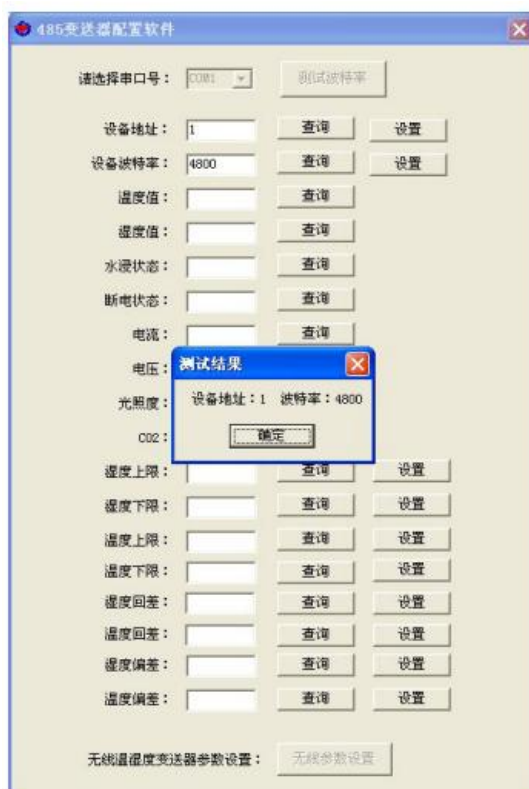 485变送器配置软件
请选择串口号： COM1 测试波特率
设备地址： 1 查询 设置
设备波特率： 4800 查询 设置
温度值： 查询
湿度值： 查询
水浸状态： 查询
断电状态： 查询
电流： 查询
电压：
测试结果
光照度：
设备地址：1 波特率：4800
CO2：
确定
湿度上限： 查询 设置
湿度下限： 查询 设置
温度上限： 查询 设置
温度下限： 查询 设置
湿度回差： 查询 设置
温度回差： 查询 设置
湿度偏差： 查询 设置
温度偏差： 查询 设置
无线温湿度变送器参数设置： 无线参数设置